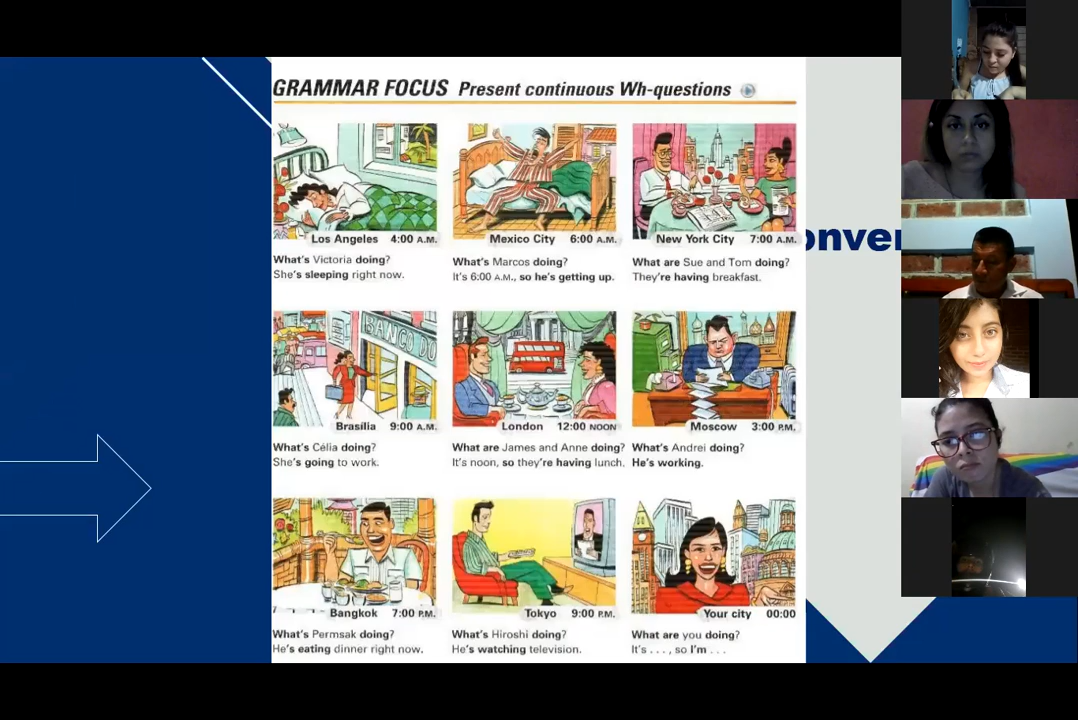 GRAMMAR FOCUS Present continuous Wh-questions
Los Angeles 4:00 A.M.
What's Victoria doing?
She's sleeping right now.
Mexico City 6:00 A.M.
What's Marcos doing?
It's 6:00 A.M., so he's getting up.
New York City 7:00 A.M.
What are Sue and Tom doing?
They're having breakfast.
onver
BANCO DO
Brasília 9:00 A.M.
What's Célia doing?
She's going to work.
London 12:00 NOON
What are James and Anne doing?
It's noon, so they're having lunch.
Moscow 3:00 P.M.
What's Andrei doing?
He's working.
Bangkok 7:00 P.M.
What's Permsak doing?
He's eating dinner right now.
Tokyo 9:00 P.M.
What's Hiroshi doing?
He's watching television.
Your city 00:00
What are you doing?
It's . . . , so I'm . . .